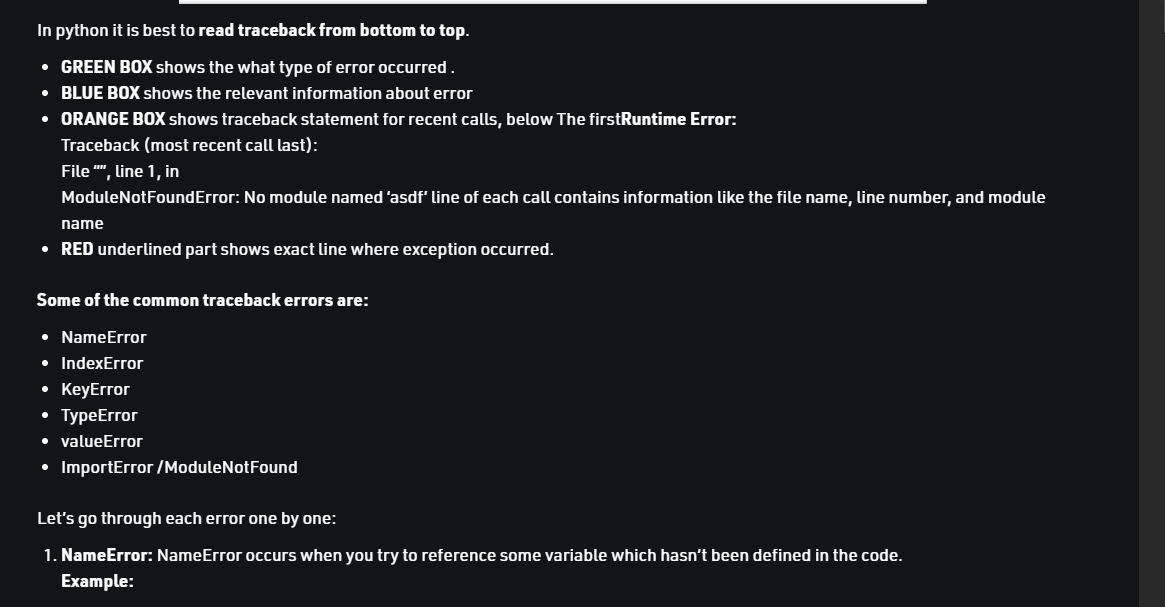 In python it is best to read traceback from bottom to top.
• GREEN BOX shows the what type of error occurred .
• BLUE BOX shows the relevant information about error
• ORANGE BOX shows traceback statement for recent calls, below The firstRuntime Error:
Traceback (most recent call last):
File “”, line 1, in
ModuleNotFoundError: No module named ‘asdf’ line of each call contains information like the file name, line number, and module
name
• RED underlined part shows exact line where exception occurred.
Some of the common traceback errors are:
• NameError
• IndexError
• KeyError
• TypeError
• valueError
• ImportError /ModuleNotFound
Let’s go through each error one by one:
1. NameError: NameError occurs when you try to reference some variable which hasn’t been defined in the code.
Example: